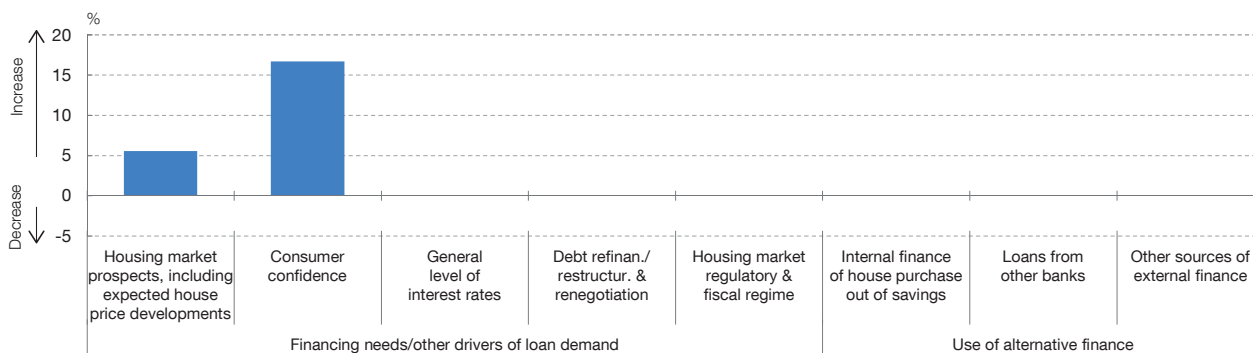 %
20
15
10
5
0
-5
Increase
Decrease
Housing market
prospects, including
expected house
price developments
Consumer
confidence
General
level of
interest rates
Debt refinan./
restructur. &
renegotiation
Housing market
regulatory &
fiscal regime
Internal finance
of house purchase
out of savings
Loans from
other banks
Other sources of
external finance
Financing needs/other drivers of loan demand
Use of alternative finance